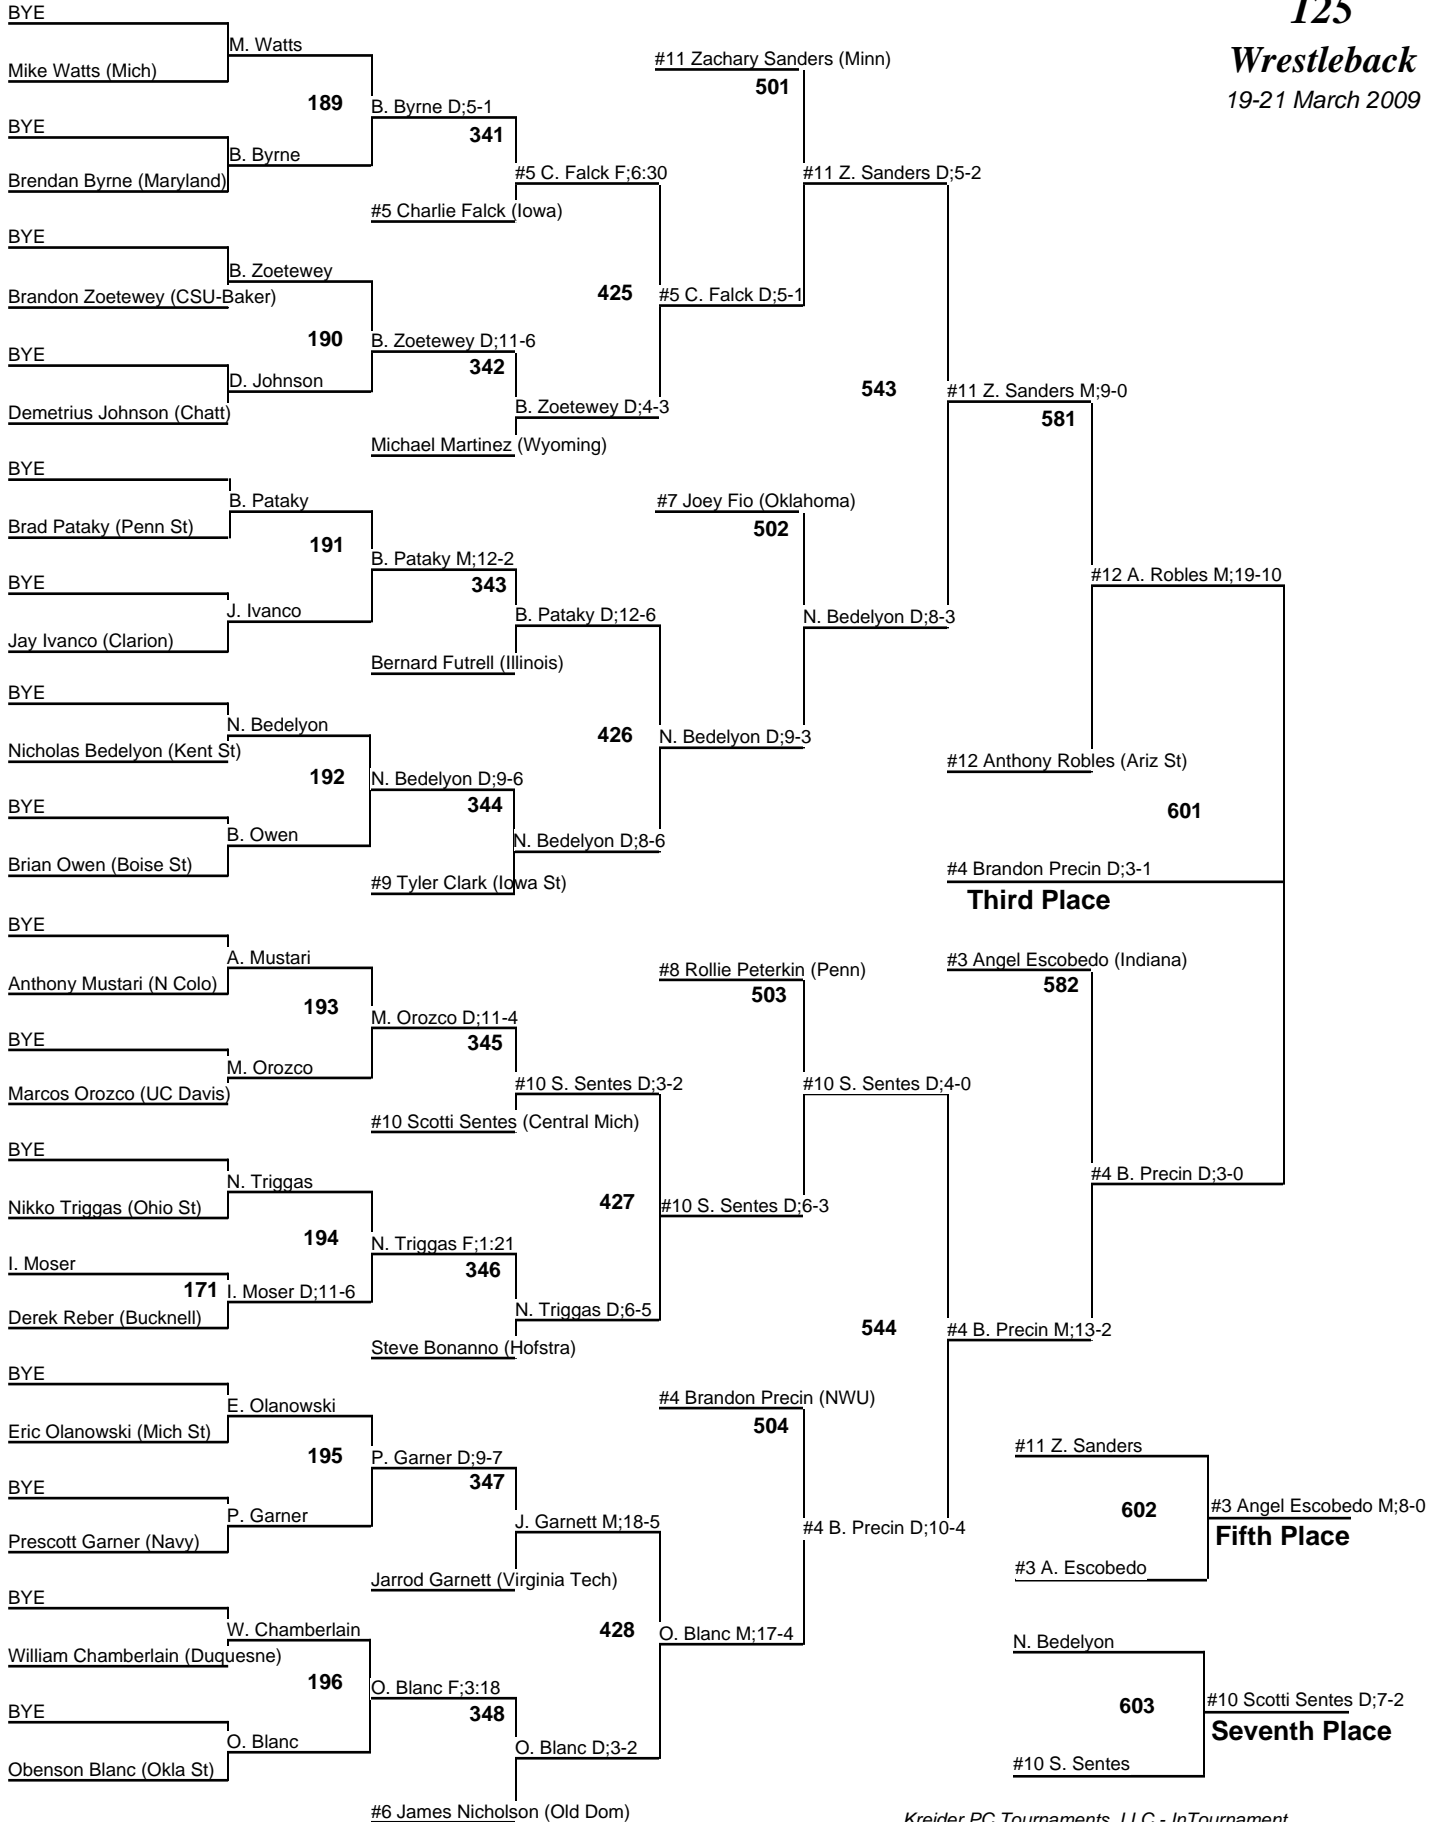 125
Wrestleback
19-21 March 2009
BYE
M. Watts
Mike Watts (Mich)
189
B. Byrne D;5-1
341
BYE
B. Byrne
Brendan Byrne (Maryland)
#5 C. Falck F;6:30
#5 Charlie Falck (Iowa)
BYE
B. Zoetewey
Brandon Zoetewey (CSU-Baker)
190
B. Zoetewey D;11-6
342
BYE
D. Johnson
Demetrius Johnson (Chatt)
B. Zoetewey D;4-3
Michael Martinez (Wyoming)
425
#5 C. Falck D;5-1
#11 Zachary Sanders (Minn)
501
#11 Z. Sanders D;5-2
BYE
B. Pataky
Brad Pataky (Penn St)
191
B. Pataky M;12-2
343
BYE
J. Ivanco
Jay Ivanco (Clarion)
B. Pataky D;12-6
Bernard Futrell (Illinois)
BYE
N. Bedelyon
Nicholas Bedelyon (Kent St)
192
N. Bedelyon D;9-6
344
BYE
B. Owen
Brian Owen (Boise St)
N. Bedelyon D;8-6
#9 Tyler Clark (Iowa St)
426
N. Bedelyon D;9-3
#7 Joey Fio (Oklahoma)
502
N. Bedelyon D;8-3
543
#11 Z. Sanders M;9-0
581
#12 A. Robles M;19-10
#12 Anthony Robles (Ariz St)
601
#4 Brandon Precin D;3-1
Third Place
BYE
A. Mustari
Anthony Mustari (N Colo)
193
M. Orozco D;11-4
345
BYE
M. Orozco
Marcos Orozco (UC Davis)
#10 S. Sentes D;3-2
#10 Scotti Sentes (Central Mich)
BYE
N. Triggas
Nikko Triggas (Ohio St)
194
N. Triggas F;1:21
346
I. Moser
171
I. Moser D;11-6
Derek Reber (Bucknell)
N. Triggas D;6-5
Steve Bonanno (Hofstra)
427
#10 S. Sentes D;6-3
#8 Rollie Peterkin (Penn)
503
#10 S. Sentes D;4-0
#3 Angel Escobedo (Indiana)
582
#4 B. Precin D;3-0
544
#4 B. Precin M;13-2
BYE
E. Olanowski
Eric Olanowski (Mich St)
195
P. Garner D;9-7
347
BYE
P. Garner
Prescott Garner (Navy)
J. Garnett M;18-5
Jarrod Garnett (Virginia Tech)
BYE
W. Chamberlain
William Chamberlain (Duquesne)
196
O. Blanc F;3:18
348
BYE
O. Blanc
Obenson Blanc (Okla St)
O. Blanc D;3-2
#6 James Nicholson (Old Dom)
428
O. Blanc M;17-4
#4 Brandon Precin (NWU)
504
#4 B. Precin D;10-4
#11 Z. Sanders
602
#3 Angel Escobedo M;8-0
Fifth Place
#3 A. Escobedo
N. Bedelyon
603
#10 Scotti Sentes D;7-2
Seventh Place
#10 S. Sentes
Kreider PC Tournaments, LLC - InTournament